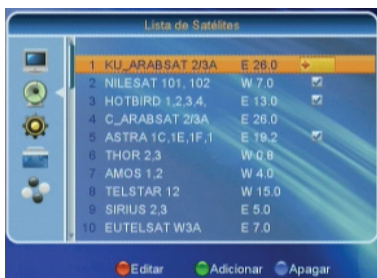 Lista de Satélites
1 KU_ARABSAT 2/3A E 26.0
2 NILESAT 101, 102 W 7.0
3 HOTBIRD 1,2,3,4, E 13.0
4 C_ARABSAT 2/3A E 26.0
5 ASTRA 1C,1E,1F,1 E 19.2
6 THOR 2,3 W 0.8
7 AMOS 1,2 W 4.0
8 TELSTAR 12 W 15.0
9 SIRIUS 2,3 E 5.0
10 EUTELSAT W3A E 7.0
Editar Adicionar Apagar